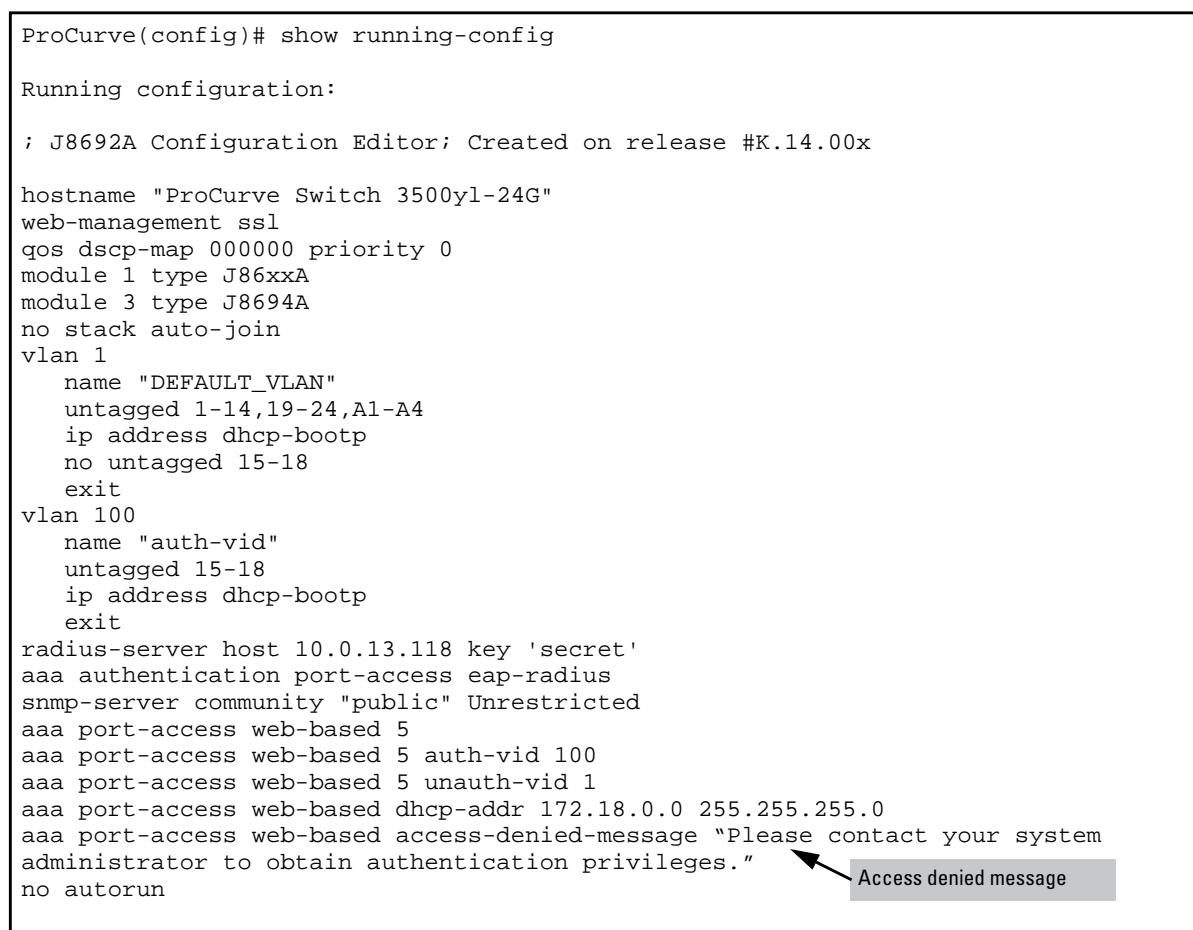 ProCurve(config)# show running-config
Running configuration:
; J8692A Configuration Editor; Created on release #K.14.00x
hostname "ProCurve Switch 3500yl-24G"
web-management ssl
qos dscp-map 000000 priority 0
module 1 type J86xxA
module 3 type J8694A
no stack auto-join
vlan 1
   name "DEFAULT_VLAN"
   untagged 1-14,19-24,A1-A4
   ip address dhcp-bootp
   no untagged 15-18
   exit
vlan 100
   name "auth-vid"
   untagged 15-18
   ip address dhcp-bootp
   exit
radius-server host 10.0.13.118 key 'secret'
aaa authentication port-access eap-radius
snmp-server community "public" Unrestricted
aaa port-access web-based 5
aaa port-access web-based 5 auth-vid 100
aaa port-access web-based 5 unauth-vid 1
aaa port-access web-based dhcp-addr 172.18.0.0 255.255.255.0
aaa port-access web-based access-denied-message “Please contact your system
administrator to obtain authentication privileges.”
Access denied message
no autorun